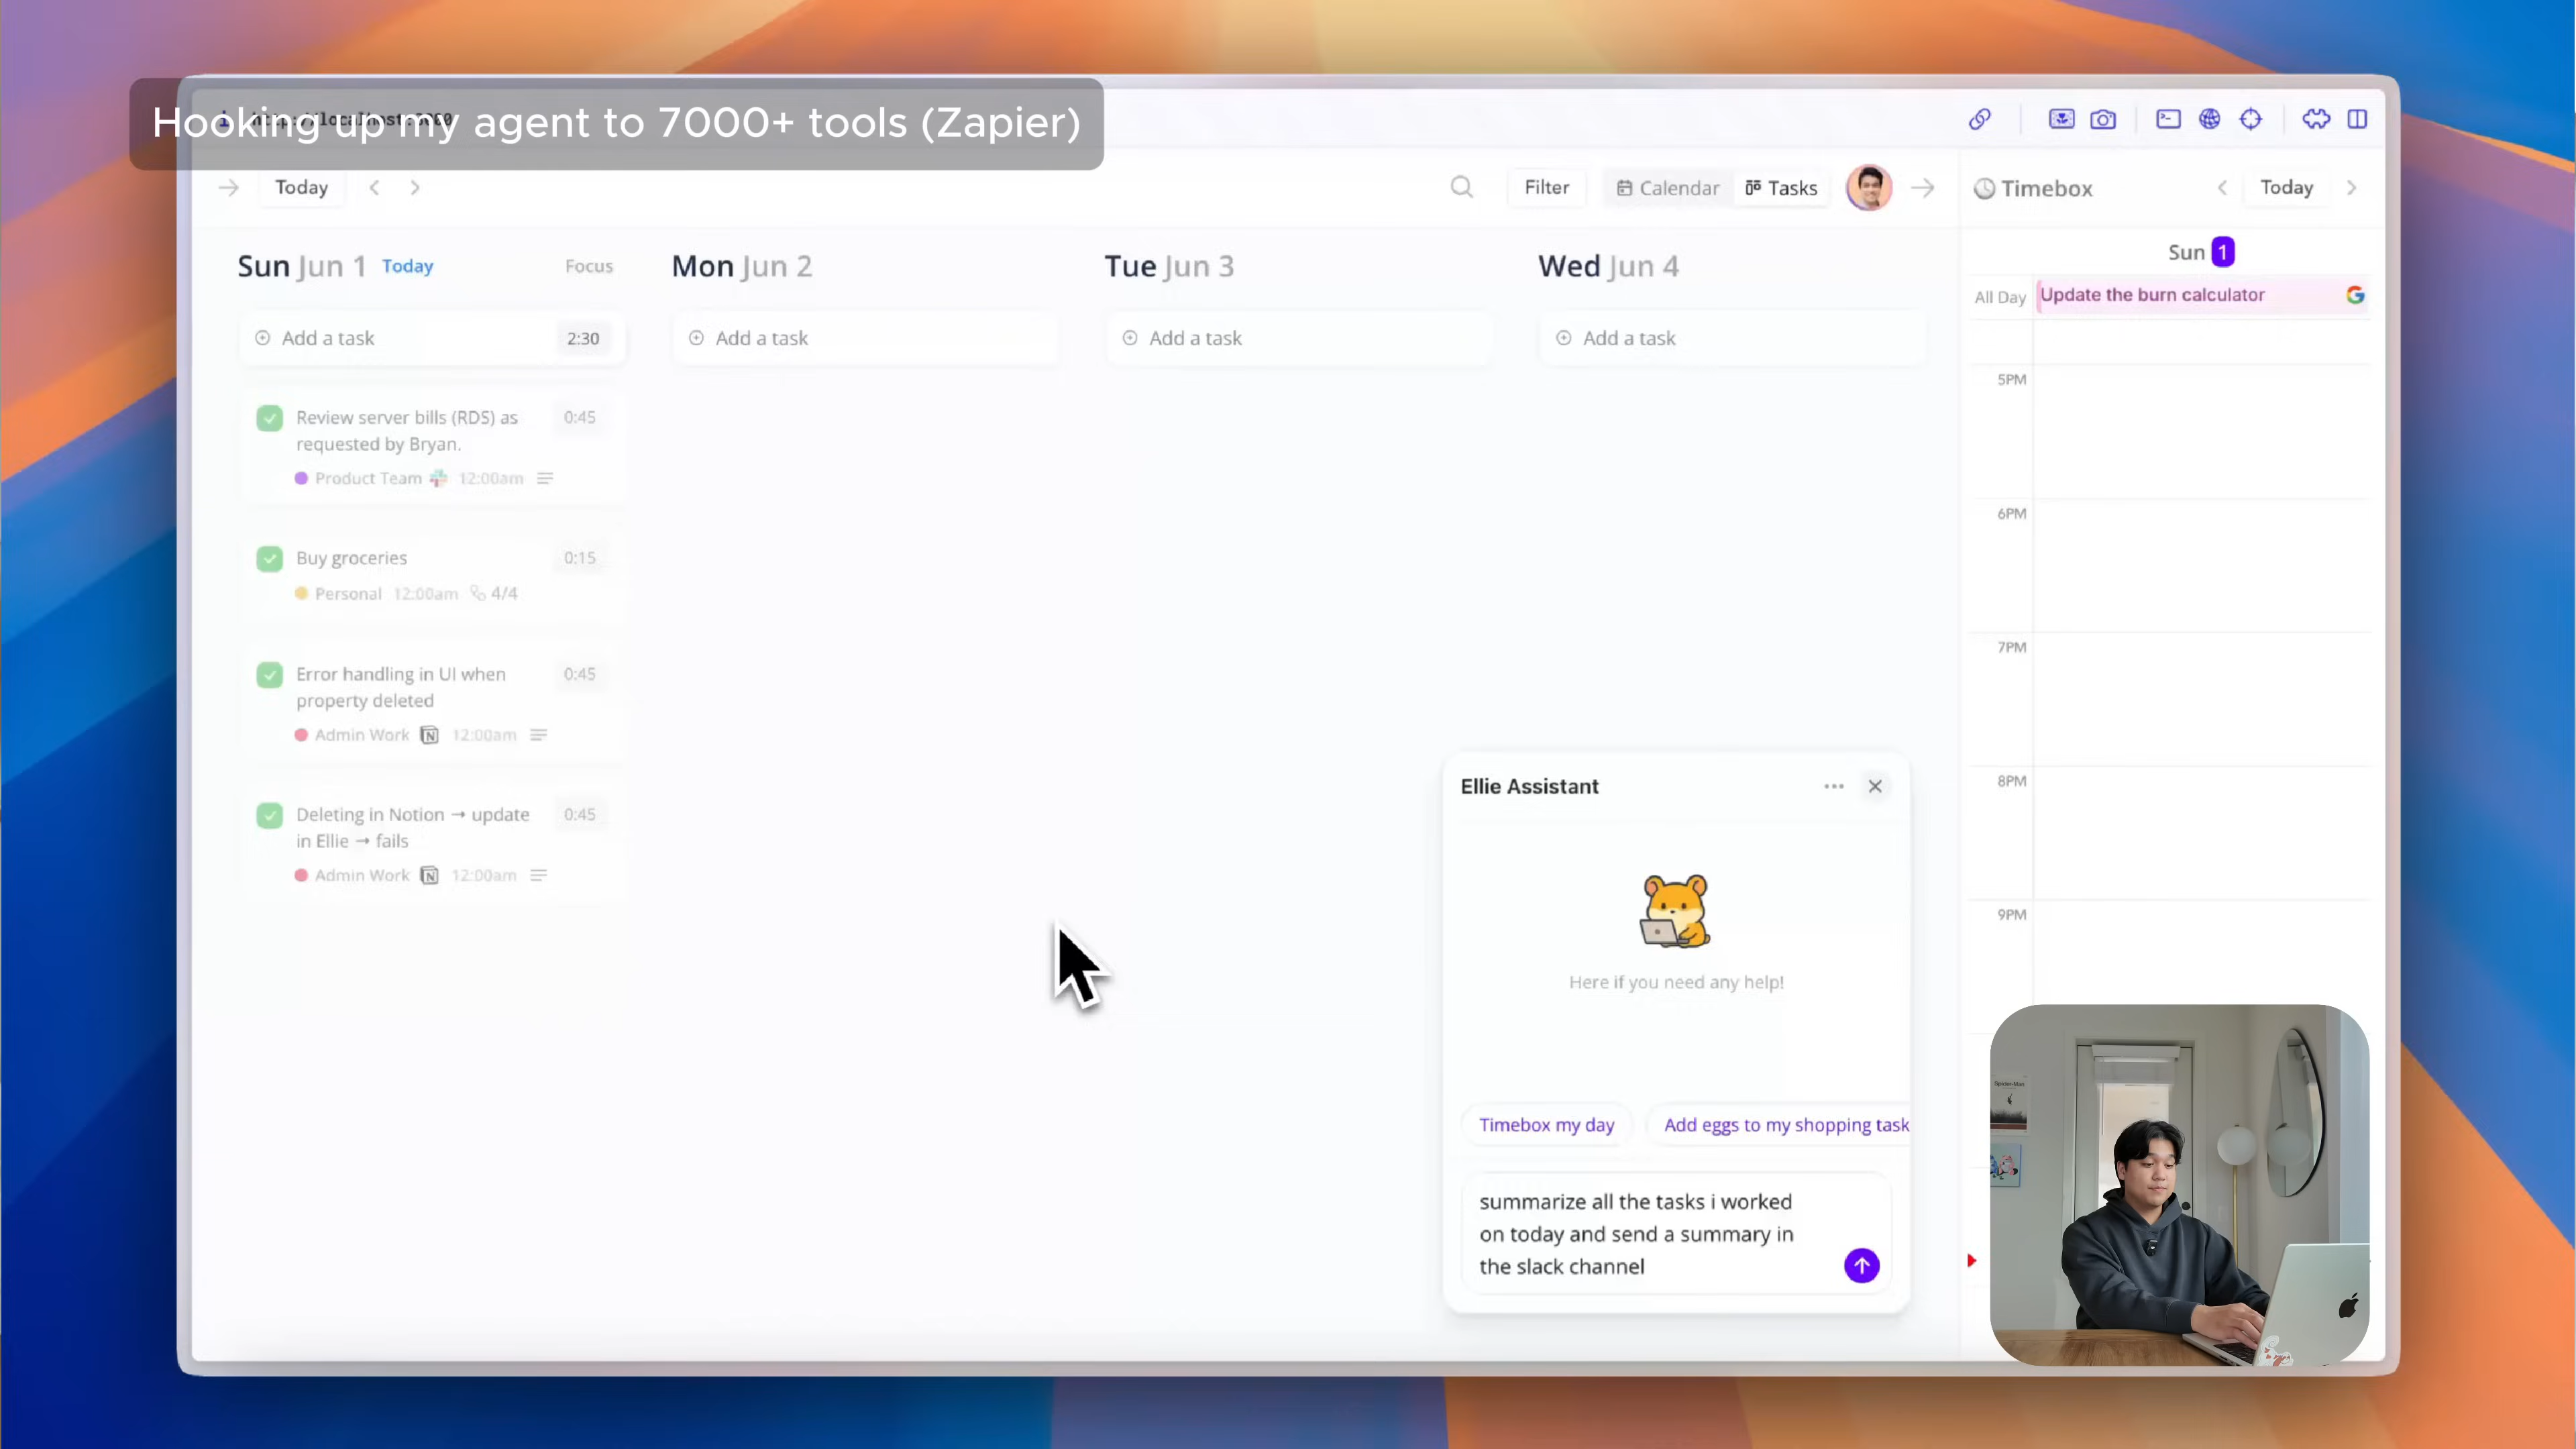 Hooking up my agent to 7000+ tools (Zapier)
Today
Filter
Calendar
Tasks
Timebox
Today
Sun Jun 1 Today Focus
Mon Jun 2
Tue Jun 3
Wed Jun 4
Sun 1
All Day
Update the burn calculator
Add a task 2:30
Add a task
Add a task
Add a task
Review server bills (RDS) as 0:45
requested by Bryan.
Product Team 12:00am
Buy groceries 0:15
Personal 12:00am 4/4
Error handling in UI when 0:45
property deleted
Admin Work 12:00am
Deleting in Notion → update 0:45
in Ellie → fails
Admin Work 12:00am
5PM
6PM
7PM
8PM
9PM
Ellie Assistant
Here if you need any help!
Timebox my day
Add eggs to my shopping task
summarize all the tasks i worked
on today and send a summary in
the slack channel
Spider-Man